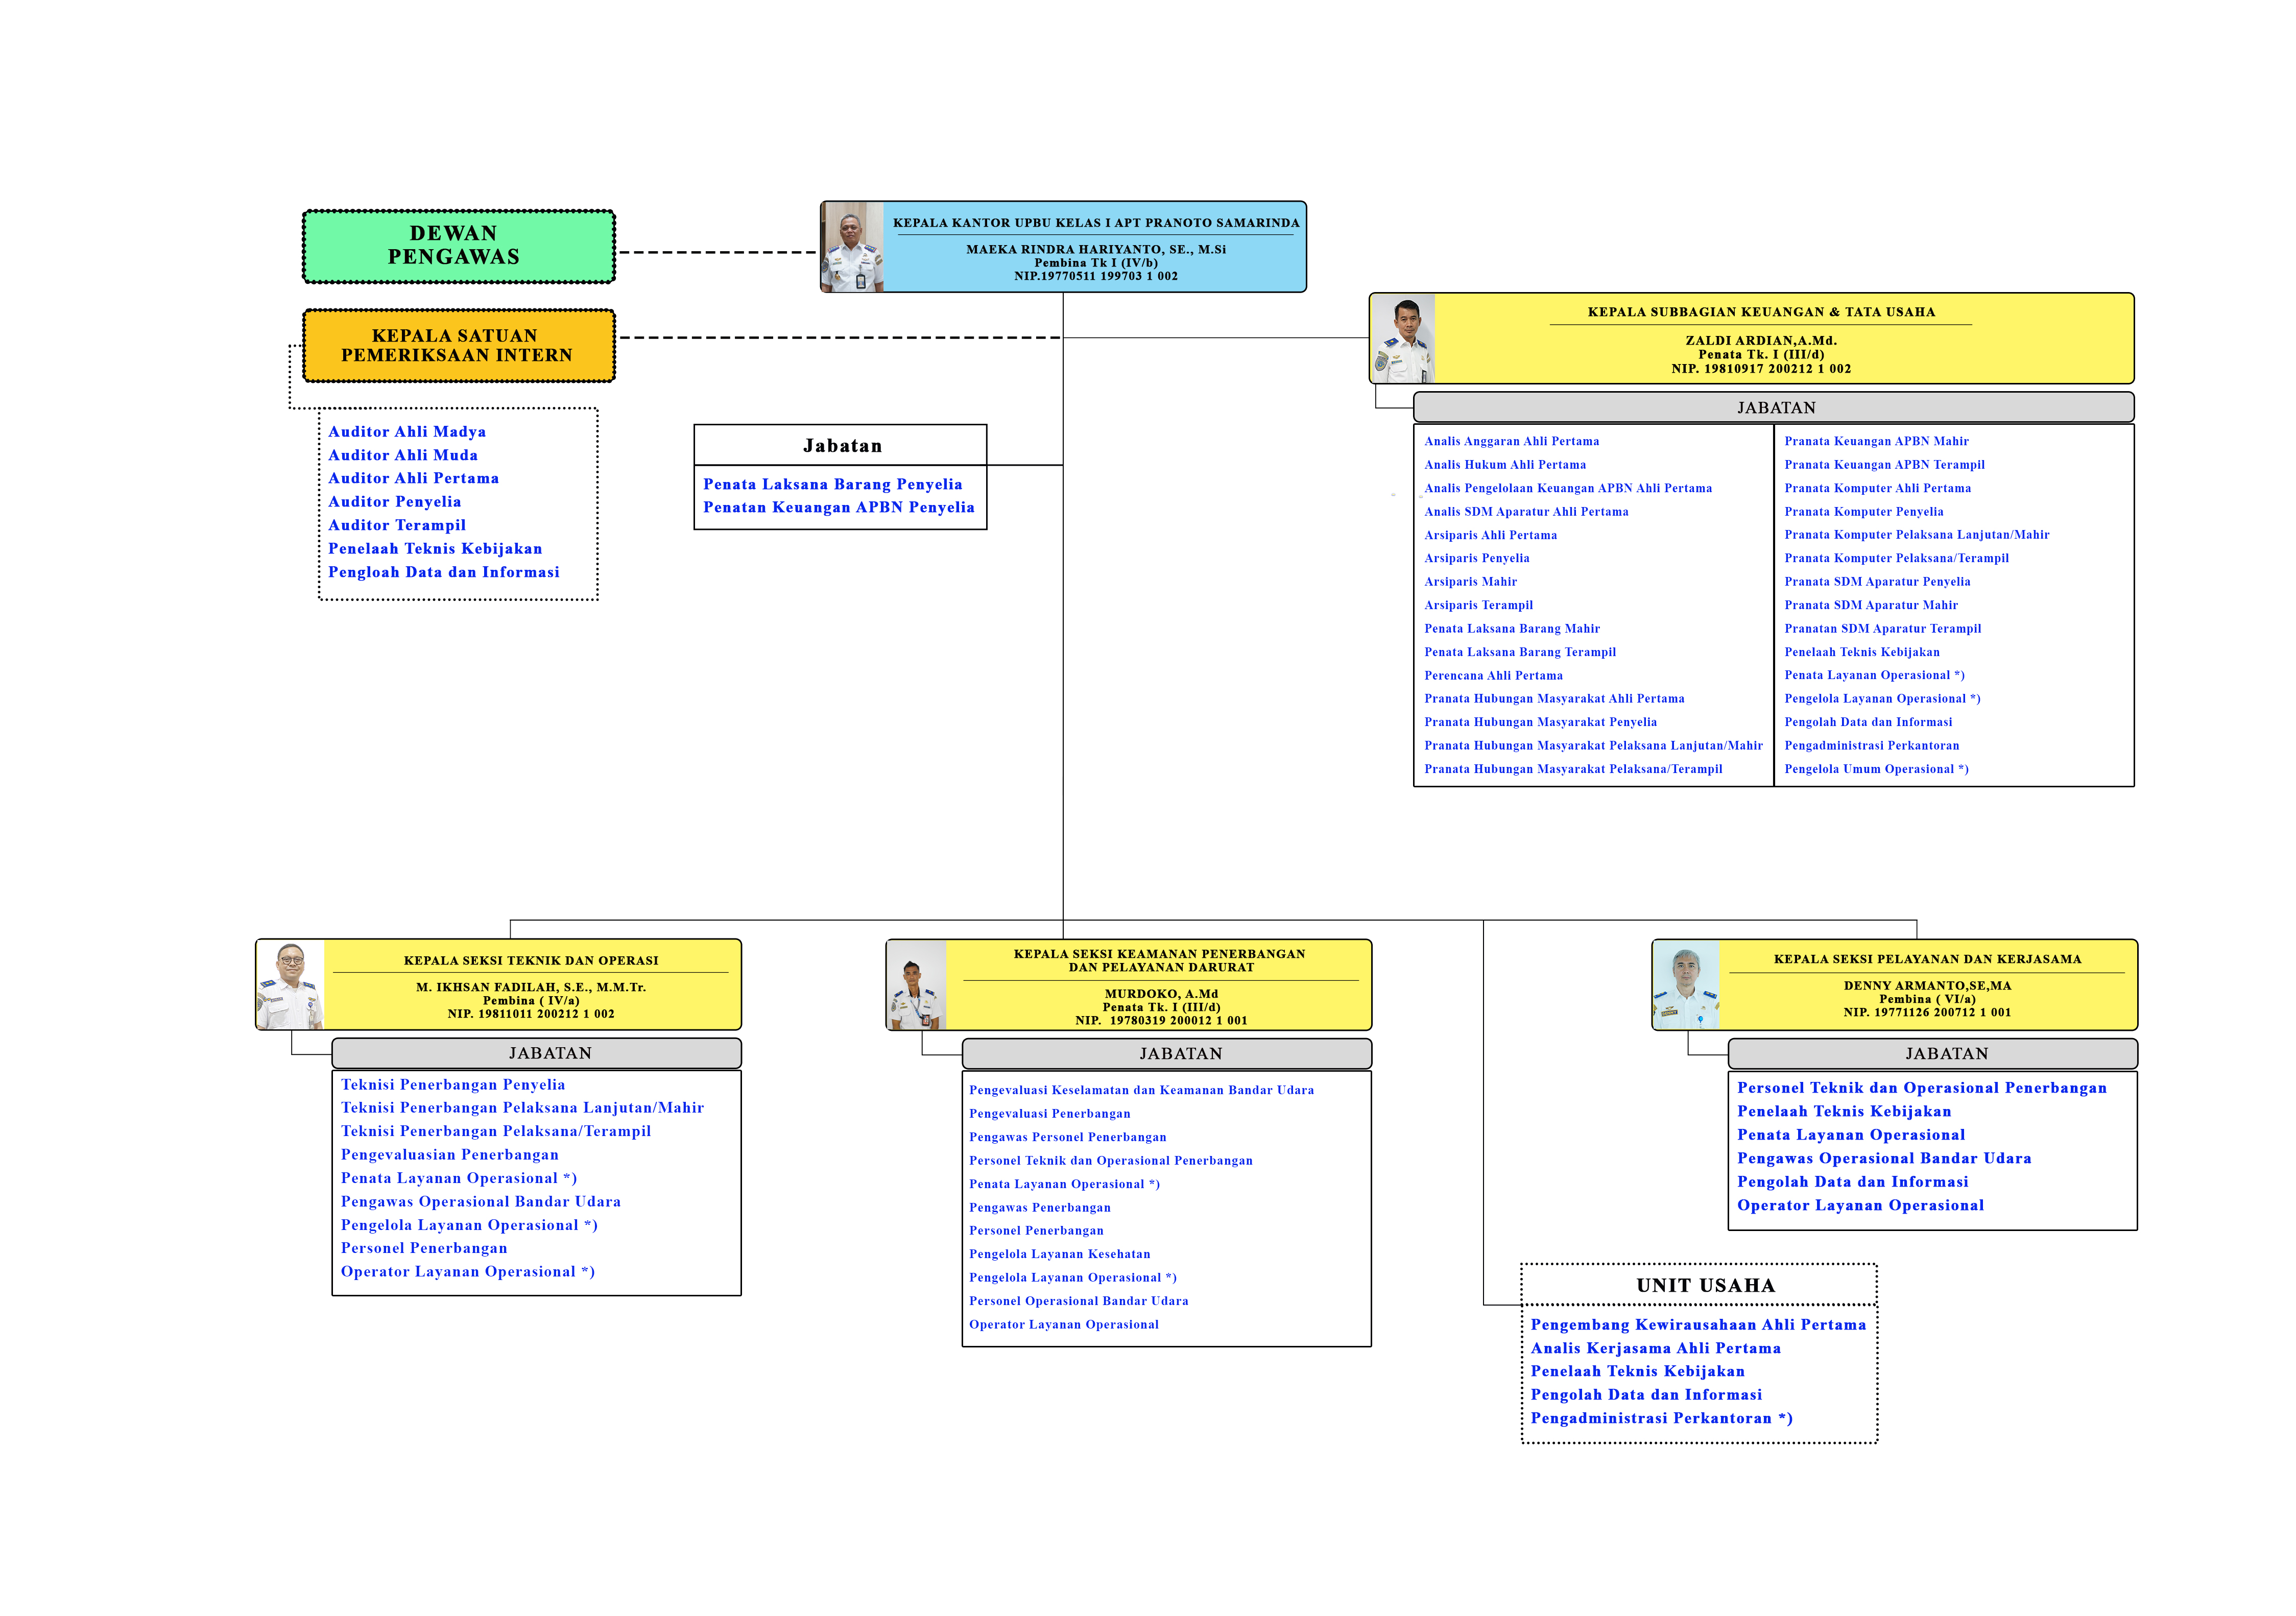 DEWAN
PENGAWAS
KEPALA KANTOR UPBU KELAS I APT PRANOTO SAMARINDA
MAEKA RINDRA HARIYANTO, SE., M.Si
Pembina Tk I (IV/b)
NIP.19770511 199703 1 002
KEPALA SATUAN
PEMERIKSAAN INTERN
Auditor Ahli Madya
Auditor Ahli Muda
Auditor Ahli Pertama
Auditor Penyelia
Auditor Terampil
Penelaah Teknis Kebijakan
Pengloah Data dan Informasi
Jabatan
Penata Laksana Barang Penyelia
Penatan Keuangan APBN Penyelia
KEPALA SUBBAGIAN KEUANGAN & TATA USAHA
ZALDI ARDIAN,A.Md.
Penata Tk. I (III/d)
NIP. 19810917 200212 1 002
JABATAN
Analis Anggaran Ahli Pertama
Analis Hukum Ahli Pertama
Analis Pengelolaan Keuangan APBN Ahli Pertama
Analis SDM Aparatur Ahli Pertama
Arsiparis Ahli Pertama
Arsiparis Penyelia
Arsiparis Mahir
Arsiparis Terampil
Penata Laksana Barang Mahir
Penata Laksana Barang Terampil
Perencana Ahli Pertama
Pranata Hubungan Masyarakat Ahli Pertama
Pranata Hubungan Masyarakat Penyelia
Pranata Hubungan Masyarakat Pelaksana Lanjutan/Mahir
Pranata Hubungan Masyarakat Pelaksana/Terampil
Pranata Keuangan APBN Mahir
Pranata Keuangan APBN Terampil
Pranata Komputer Ahli Pertama
Pranata Komputer Penyelia
Pranata Komputer Pelaksana Lanjutan/Mahir
Pranata Komputer Pelaksana/Terampil
Pranata SDM Aparatur Penyelia
Pranata SDM Aparatur Mahir
Pranatan SDM Aparatur Terampil
Penelaah Teknis Kebijakan
Penata Layanan Operasional *)
Pengelola Layanan Operasional *)
Pengolah Data dan Informasi
Pengadministrasi Perkantoran
Pengelola Umum Operasional *)
KEPALA SEKSI TEKNIK DAN OPERASI
M. IKHSAN FADILAH, S.E., M.M.Tr.
Pembina ( IV/a)
NIP. 19811011 200212 1 002
JABATAN
Teknisi Penerbangan Penyelia
Teknisi Penerbangan Pelaksana Lanjutan/Mahir
Teknisi Penerbangan Pelaksana/Terampil
Pengevaluasian Penerbangan
Penata Layanan Operasional *)
Pengawas Operasional Bandar Udara
Pengelola Layanan Operasional *)
Personel Penerbangan
Operator Layanan Operasional *)
KEPALA SEKSI KEAMANAN PENERBANGAN
DAN PELAYANAN DARURAT
MURDOKO, A.Md
Penata Tk. I (III/d)
NIP. 19780319 200012 1 001
JABATAN
Pengevaluasi Keselamatan dan Keamanan Bandar Udara
Pengevaluasi Penerbangan
Pengawas Personel Penerbangan
Personel Teknik dan Operasional Penerbangan
Penata Layanan Operasional *)
Pengawas Penerbangan
Personel Penerbangan
Pengelola Layanan Kesehatan
Pengelola Layanan Operasional *)
Personel Operasional Bandar Udara
Operator Layanan Operasional
KEPALA SEKSI PELAYANAN DAN KERJASAMA
DENNY ARMANTO,SE,MA
Pembina ( VI/a)
NIP. 19771126 200712 1 001
JABATAN
Personel Teknik dan Operasional Penerbangan
Penelaah Teknis Kebijakan
Penata Layanan Operasional
Pengawas Operasional Bandar Udara
Pengolah Data dan Informasi
Operator Layanan Operasional
UNIT USAHA
Pengembang Kewirausahaan Ahli Pertama
Analis Kerjasama Ahli Pertama
Penelaah Teknis Kebijakan
Pengolah Data dan Informasi
Pengadministrasi Perkantoran *)